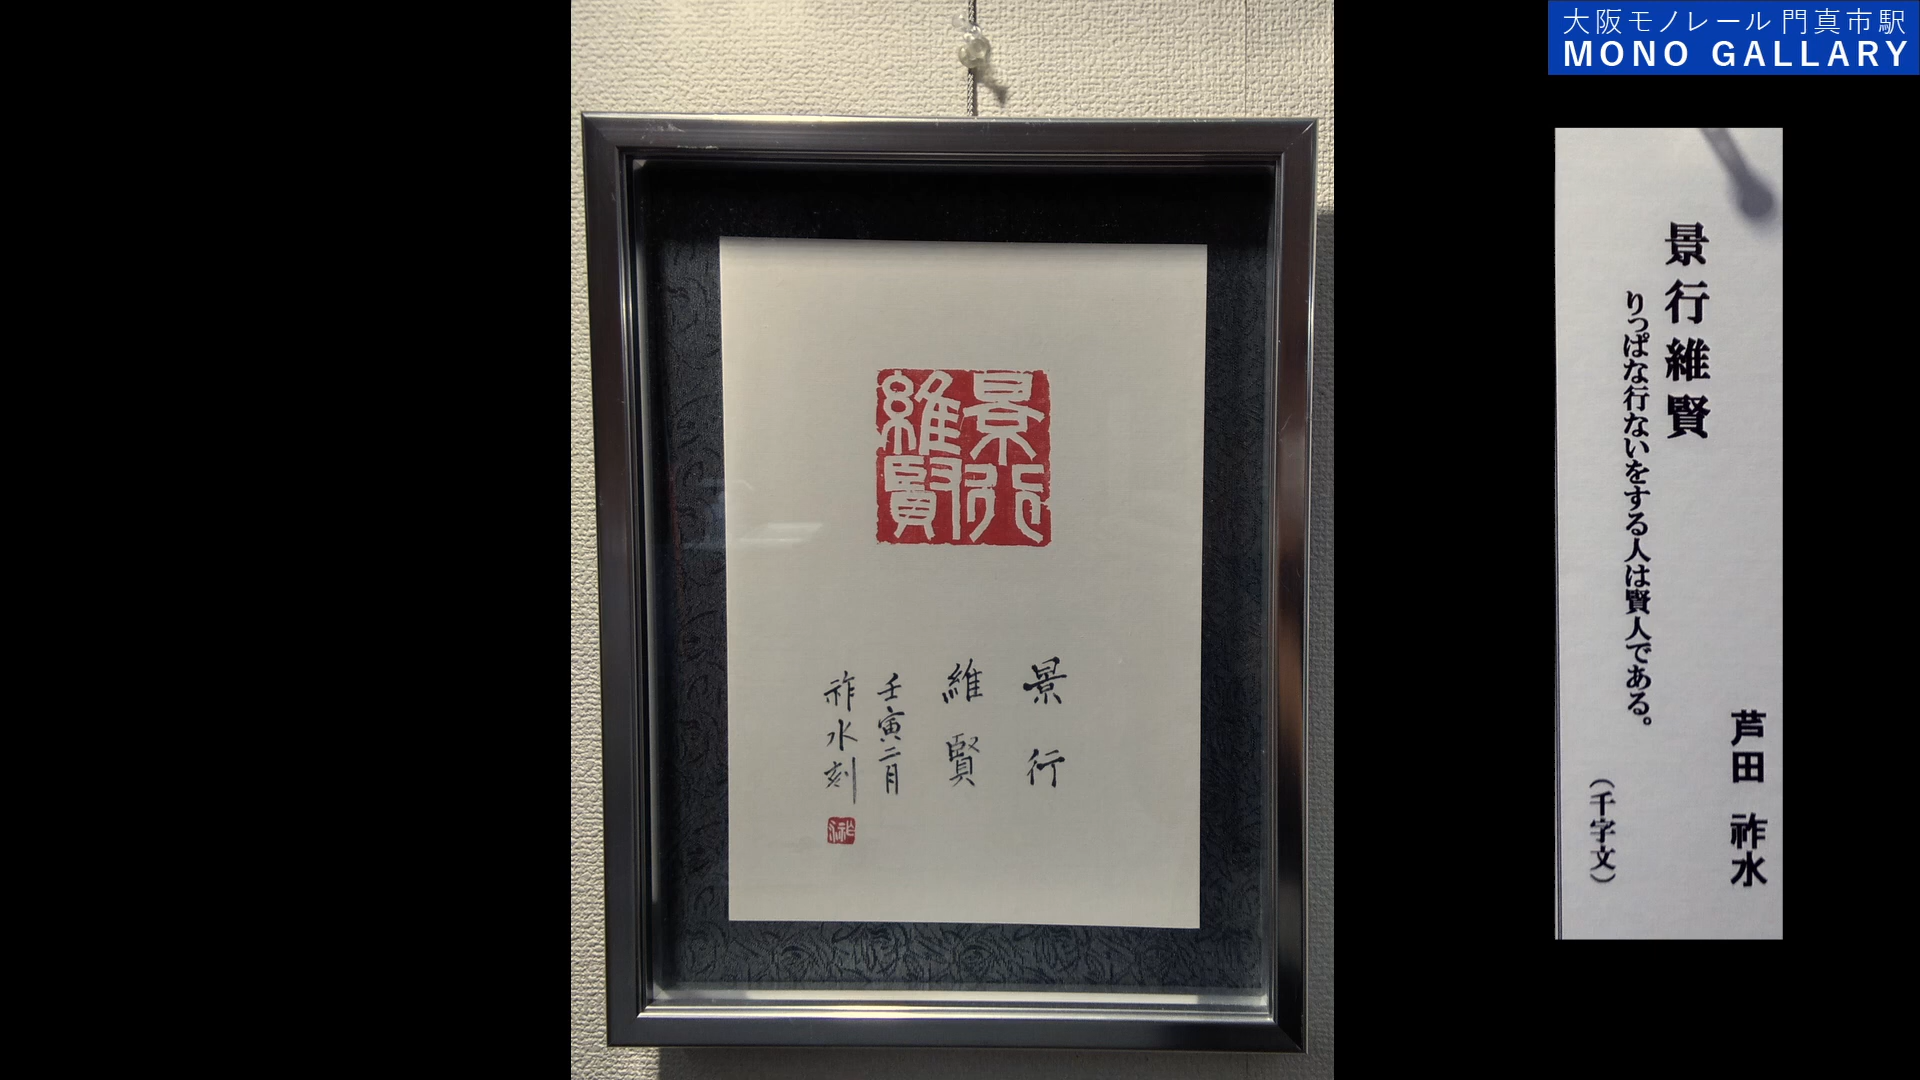 大阪モノレール 門真市駅
MONO GALLARY
景行
維賢
景行
維賢
壬寅二月
祚水刻
祚水
芦田 祚水
景行維賢
りっぱな行ないをする人は賢人である。
（千字文）